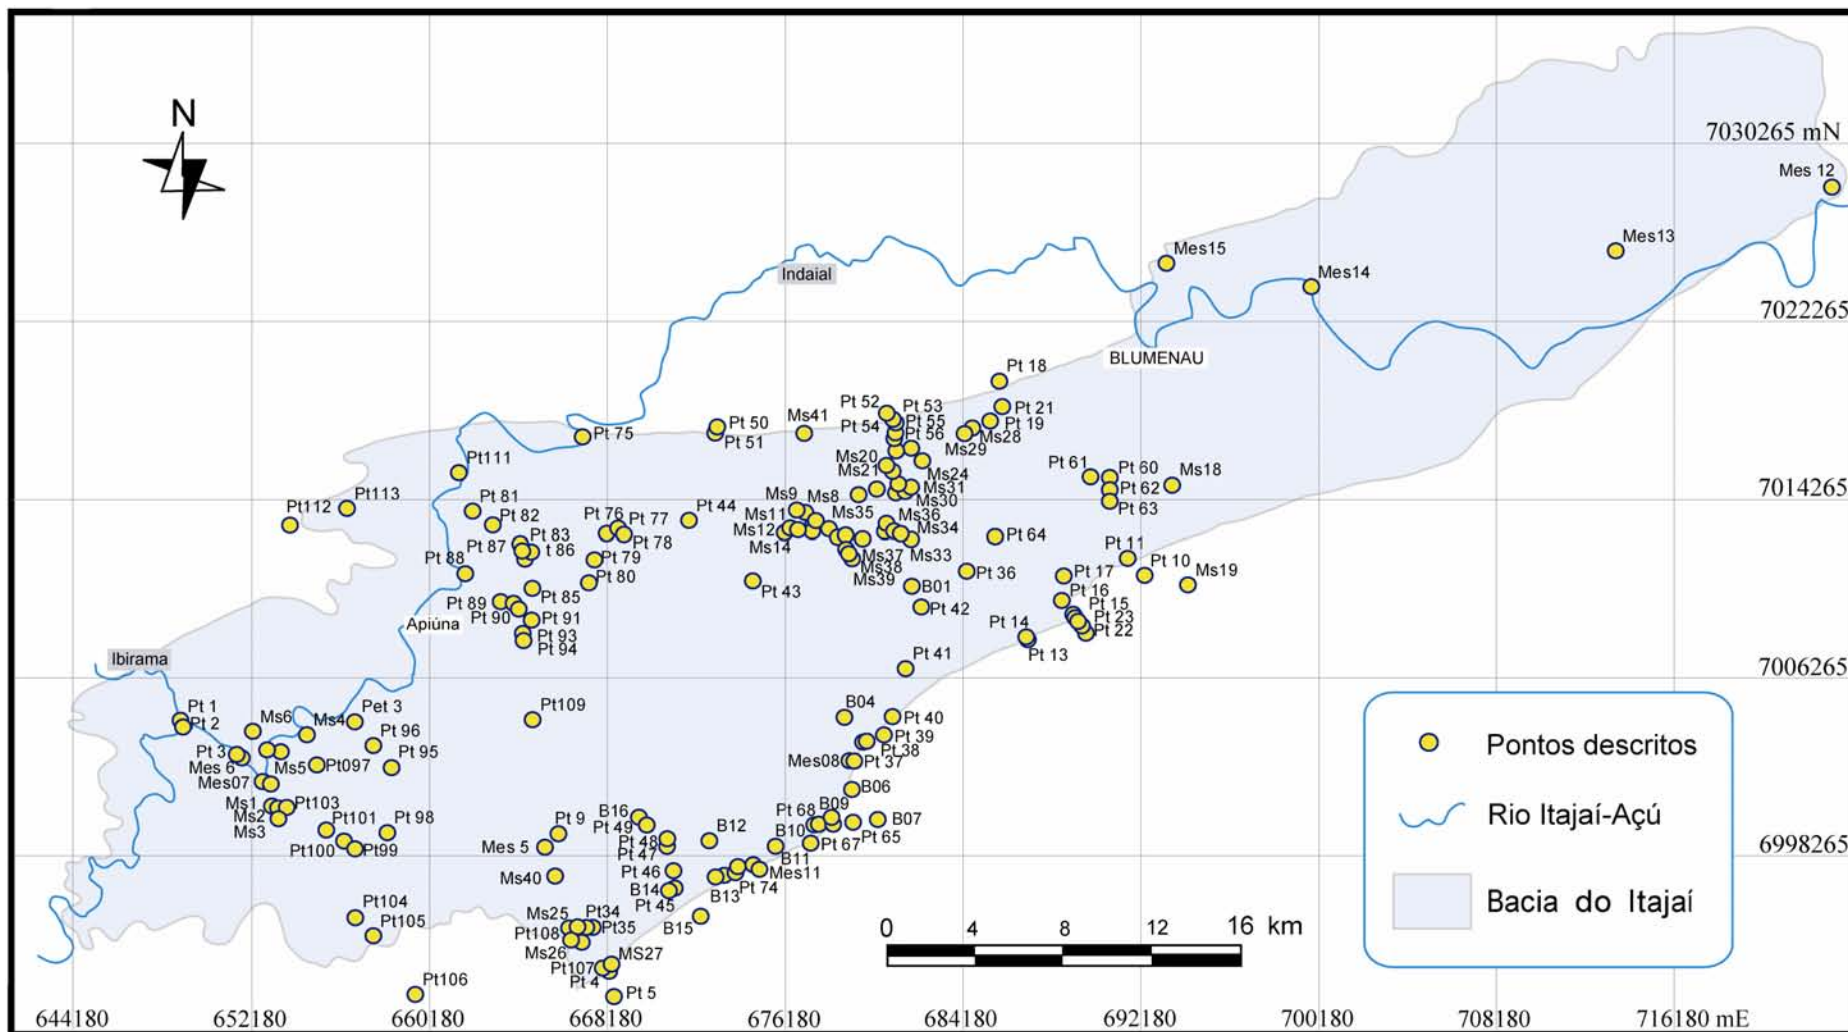 N
7030265 mN
Mes 12
Mes13
Mes15
Indaial
Mes14
7022265
BLUMENAU
Pt 18
Pt 52
Pt 53
Pt 21
Pt 50
Ms41
Pt 54
Pt 55
Pt 19
Pt 75
Pt 51
Pt 56
Ms28
Ms29
Pt111
Ms20
Ms21
Ms24
Pt 61
Pt 60
Ms18
Pt 62
Pt 63
7014265
Pt112
Pt113
Pt 81
Pt 82
Pt 76
Pt 77
Pt 44
Ms9
Ms8
Ms31
Ms30
Ms11
Ms35
Ms36
Ms12
Ms34
Pt 83
Pt 87
t 86
Pt 78
Ms14
Ms33
Pt 64
Pt 88
Pt 79
Ms37
Ms38
Ms39
Pt 11
Pt 10
Pt 80
Pt 43
B01
Pt 36
Pt 17
Ms19
Pt 85
Pt 89
Pt 90
Pt 91
Pt 42
Pt 16
Pt 15
Pt 23
Pt 22
Apiúna
Pt 93
Pt 94
Pt 14
Pt 13
Ibirama
Pt 41
7006265
Pt 1
Pt 2
Ms6
Ms4
Pet 3
Pt109
B04
Pt 40
Pt 96
Pt 39
Pt 3
Mes 6
Ms5
Pt 95
Pt 38
Pt097
Mes08
Pt 37
Mes07
B06
Ms1
Pt103
Ms2
Ms3
Pt101
Pt 98
Pt 9
B16
Pt 49
B12
Pt 68
B09
B07
B10
Pt 65
Pt100
Pt99
Mes 5
Pt 48
Pt 47
Pt 67
B11
6998265
Ms40
Pt 46
Mes11
Pt 74
B14
B13
Pt 45
Pt104
Pt105
Ms25
Pt34
Pt35
B15
Pt108
Ms26
MS27
Pt107
Pt 4
Pt106
Pt 5
0 4 8 12 16 km
Pontos descritos
Rio Itajaí-Açú
Bacia do Itajaí
644180 652180 660180 668180 676180 684180 692180 700180 708180 716180 mE